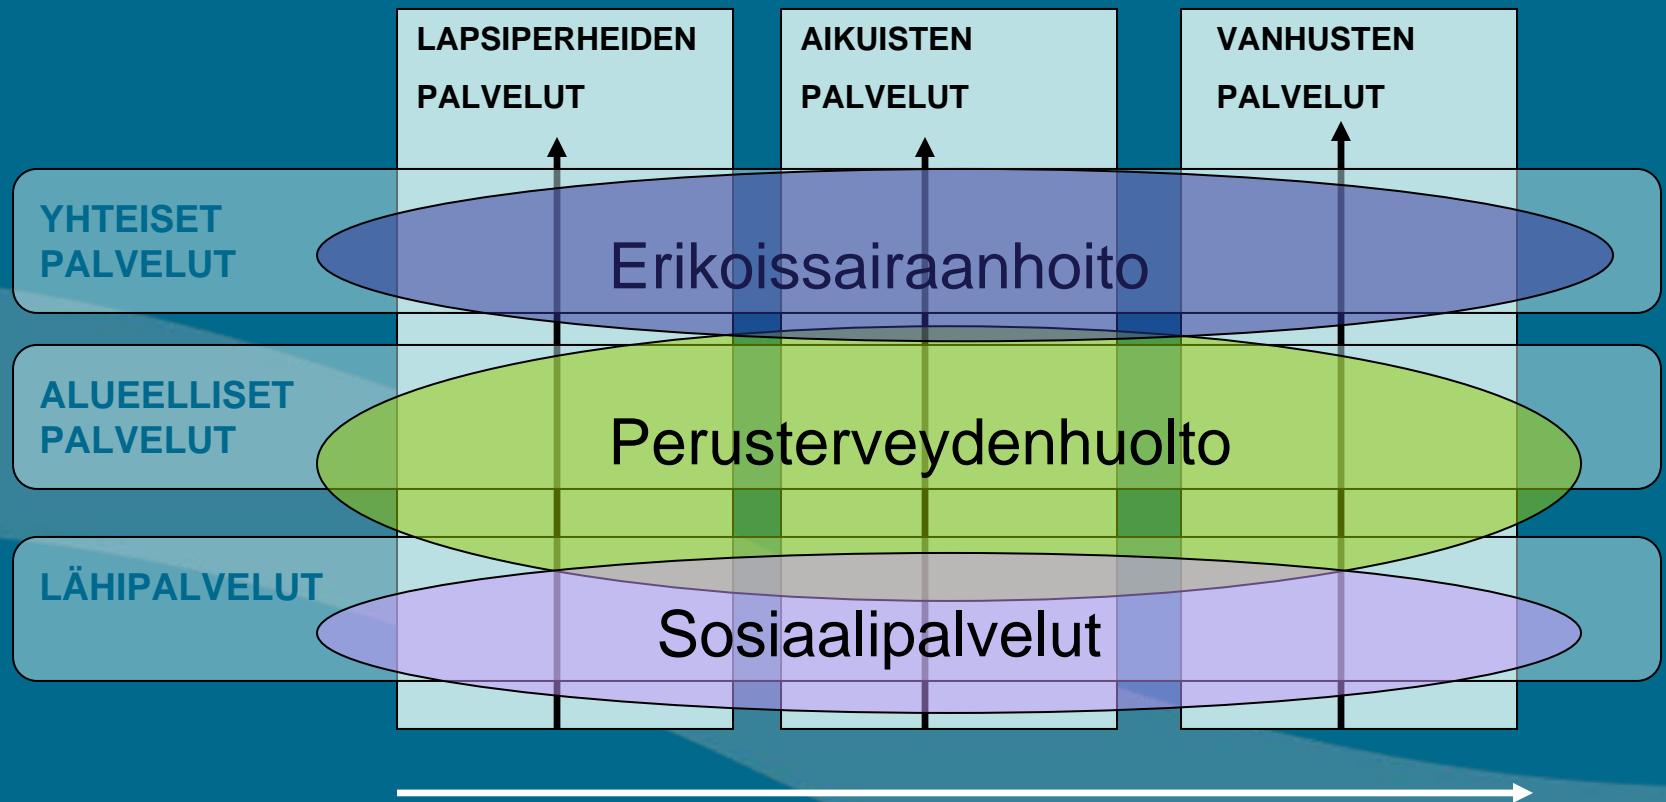 LAPSIPERHEIDEN
PALVELUT
AIKUISTEN
PALVELUT
VANHUSTEN
PALVELUT
YHTEISET
PALVELUT
Erikoissairaanhoito
ALUEELLISET
PALVELUT
Perusterveydenhuolto
LÄHIPALVELUT
Sosiaalipalvelut